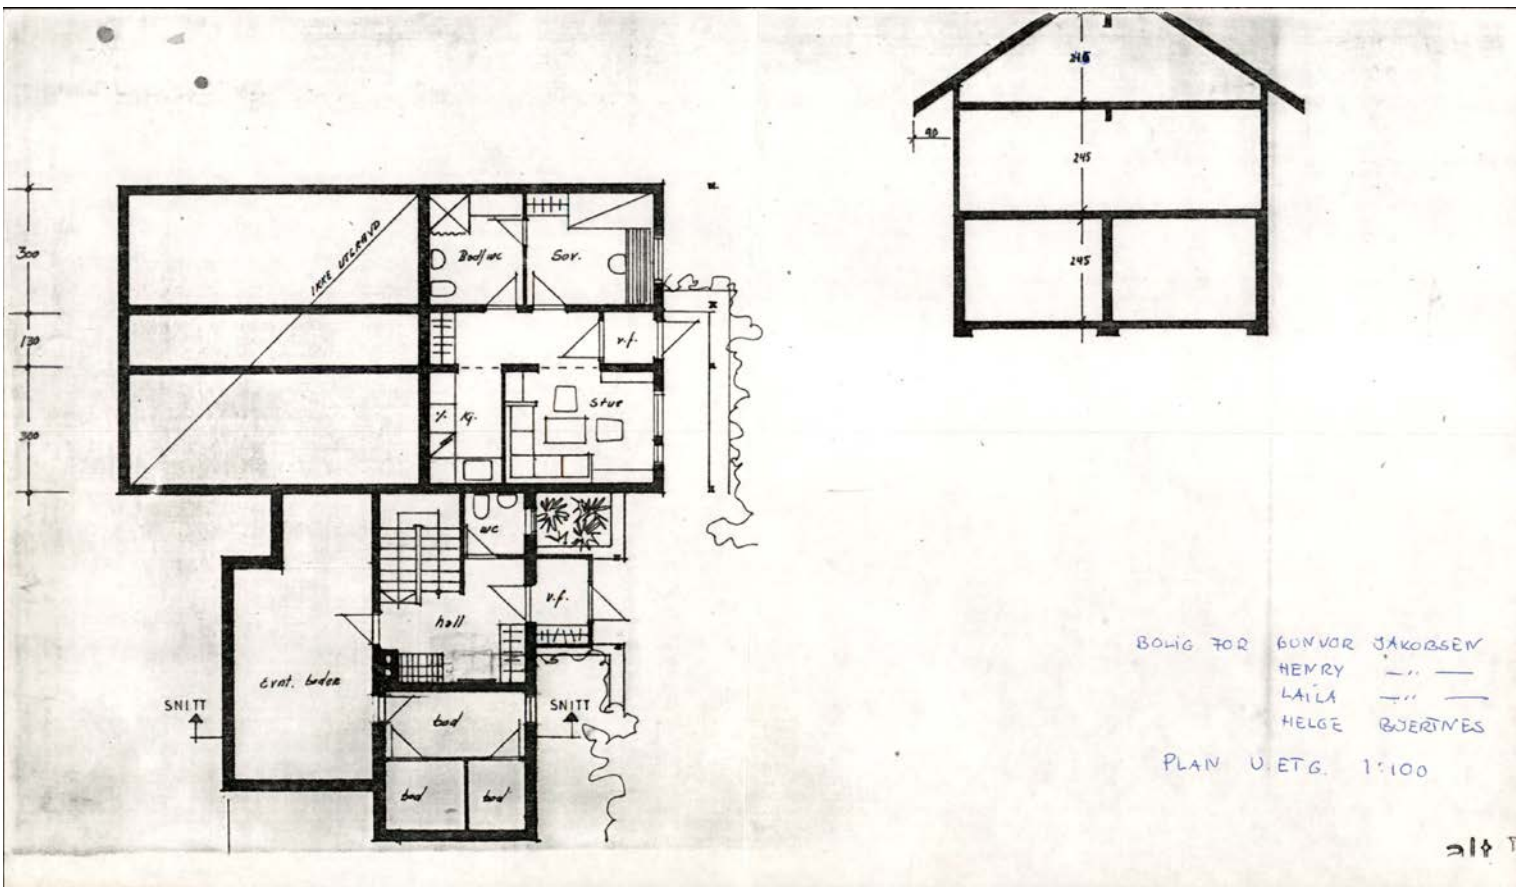 245
90
245
245
300
130
300
IKKE UTGRAVD
Bad/wc
Sov.
v.f.
Kj.
Stue
wc
v.f.
hall
Evnt. boder
SNITT
SNITT
bod
bod
bod
BOLIG FOR GUNVOR JAKOBSEN
HENRY —"—
LAILA —"—
HELGE BJERTNES
PLAN U.ETG. 1:100
alt